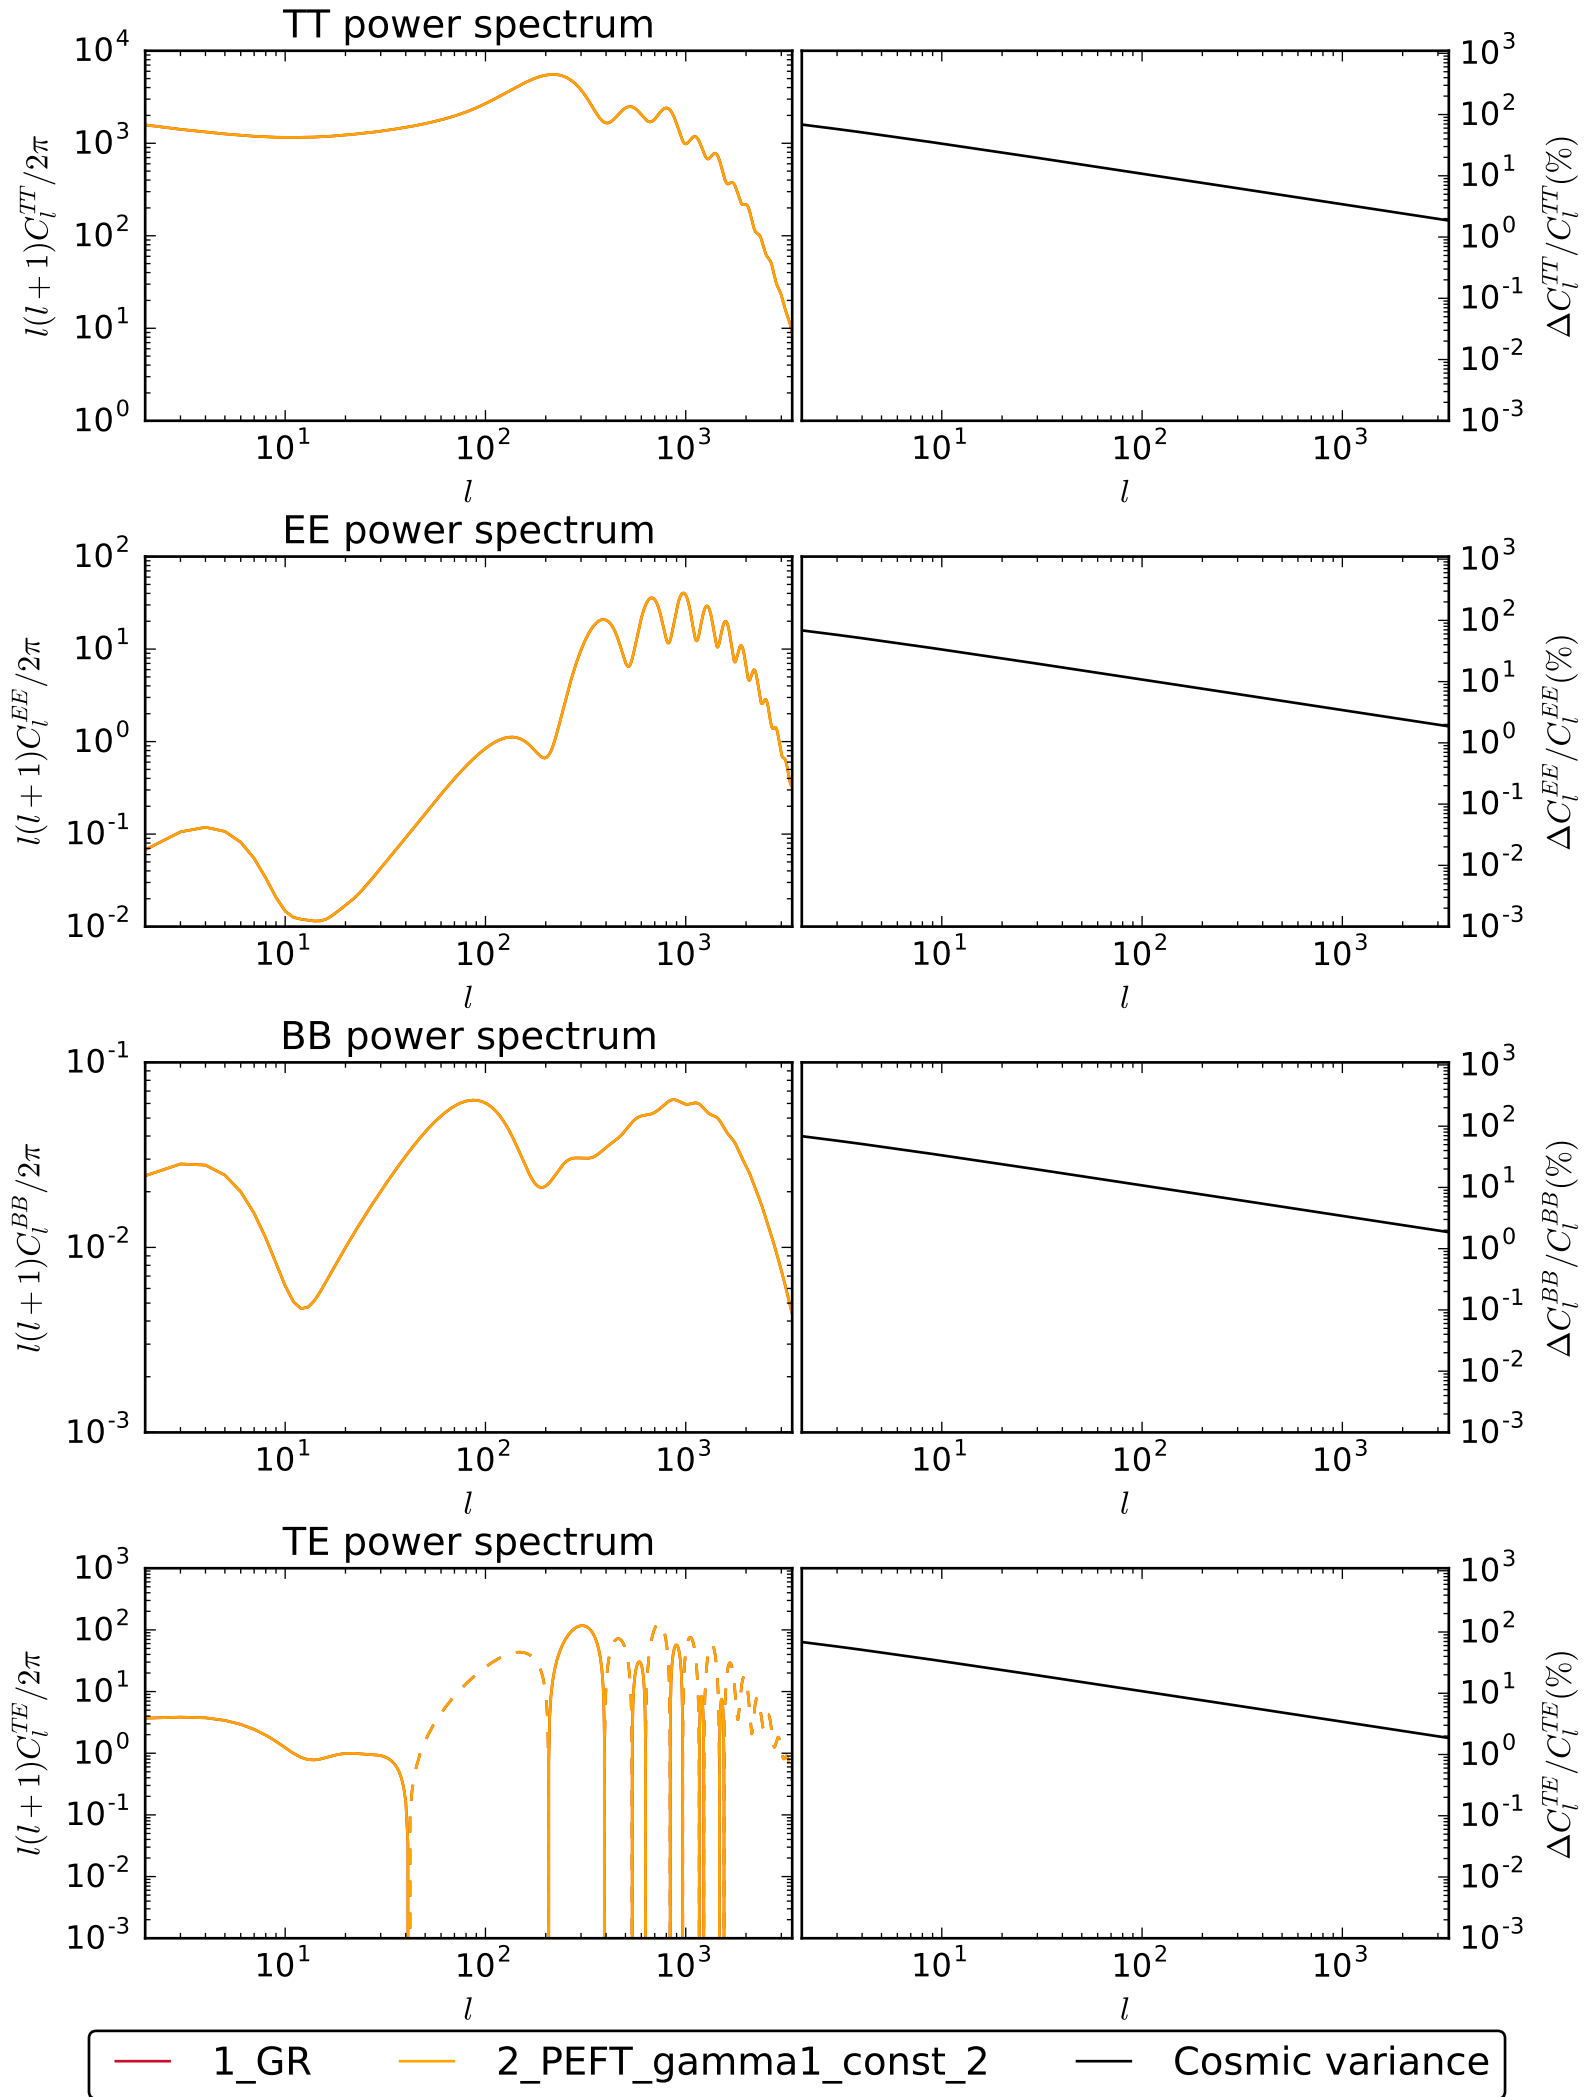 TT power spectrum
10^4
10^3
10^2
10^1
10^0
l(l+1)C_l^{TT}/2π
10^1 10^2 10^3
l
10^3
10^2
10^1
10^0
10^-1
10^-2
10^-3
ΔC_l^{TT}/C_l^{TT}(%)
10^1 10^2 10^3
l
EE power spectrum
10^2
10^1
10^0
10^-1
10^-2
l(l+1)C_l^{EE}/2π
10^1 10^2 10^3
l
10^3
10^2
10^1
10^0
10^-1
10^-2
10^-3
ΔC_l^{EE}/C_l^{EE}(%)
10^1 10^2 10^3
l
BB power spectrum
10^-1
10^-2
10^-3
l(l+1)C_l^{BB}/2π
10^1 10^2 10^3
l
10^3
10^2
10^1
10^0
10^-1
10^-2
10^-3
ΔC_l^{BB}/C_l^{BB}(%)
10^1 10^2 10^3
l
TE power spectrum
10^3
10^2
10^1
10^0
10^-1
10^-2
10^-3
l(l+1)C_l^{TE}/2π
10^1 10^2 10^3
l
10^3
10^2
10^1
10^0
10^-1
10^-2
10^-3
ΔC_l^{TE}/C_l^{TE}(%)
10^1 10^2 10^3
l
1_GR 2_PEFT_gamma1_const_2 Cosmic variance